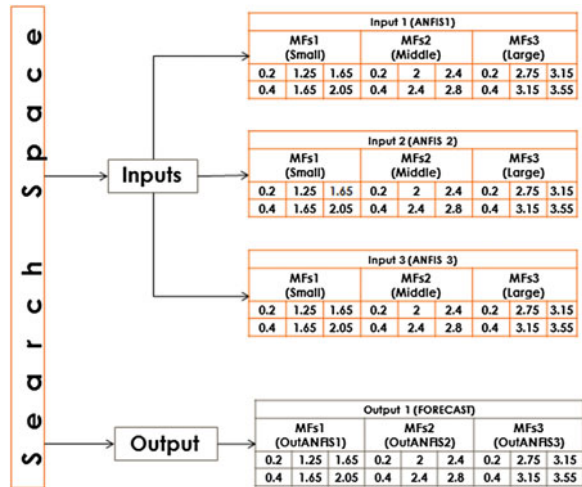 Search Space
Input 1 (ANFIS1)
MFs1 (Small) MFs2 (Middle) MFs3 (Large)
0.2 1.25 1.65 0.2 2 2.4 0.2 2.75 3.15
0.4 1.65 2.05 0.4 2.4 2.8 0.4 3.15 3.55
Inputs
Input 2 (ANFIS 2)
MFs1 (Small) MFs2 (Middle) MFs3 (Large)
0.2 1.25 1.65 0.2 2 2.4 0.2 2.75 3.15
0.4 1.65 2.05 0.4 2.4 2.8 0.4 3.15 3.55
Input 3 (ANFIS 3)
MFs1 (Small) MFs2 (Middle) MFs3 (Large)
0.2 1.25 1.65 0.2 2 2.4 0.2 2.75 3.15
0.4 1.65 2.05 0.4 2.4 2.8 0.4 3.15 3.55
Output
Output 1 (FORECAST)
MFs1 (OutANFIS1) MFs2 (OutANFIS2) MFs3 (OutANFIS3)
0.2 1.25 1.65 0.2 2 2.4 0.2 2.75 3.15
0.4 1.65 2.05 0.4 2.4 2.8 0.4 3.15 3.55